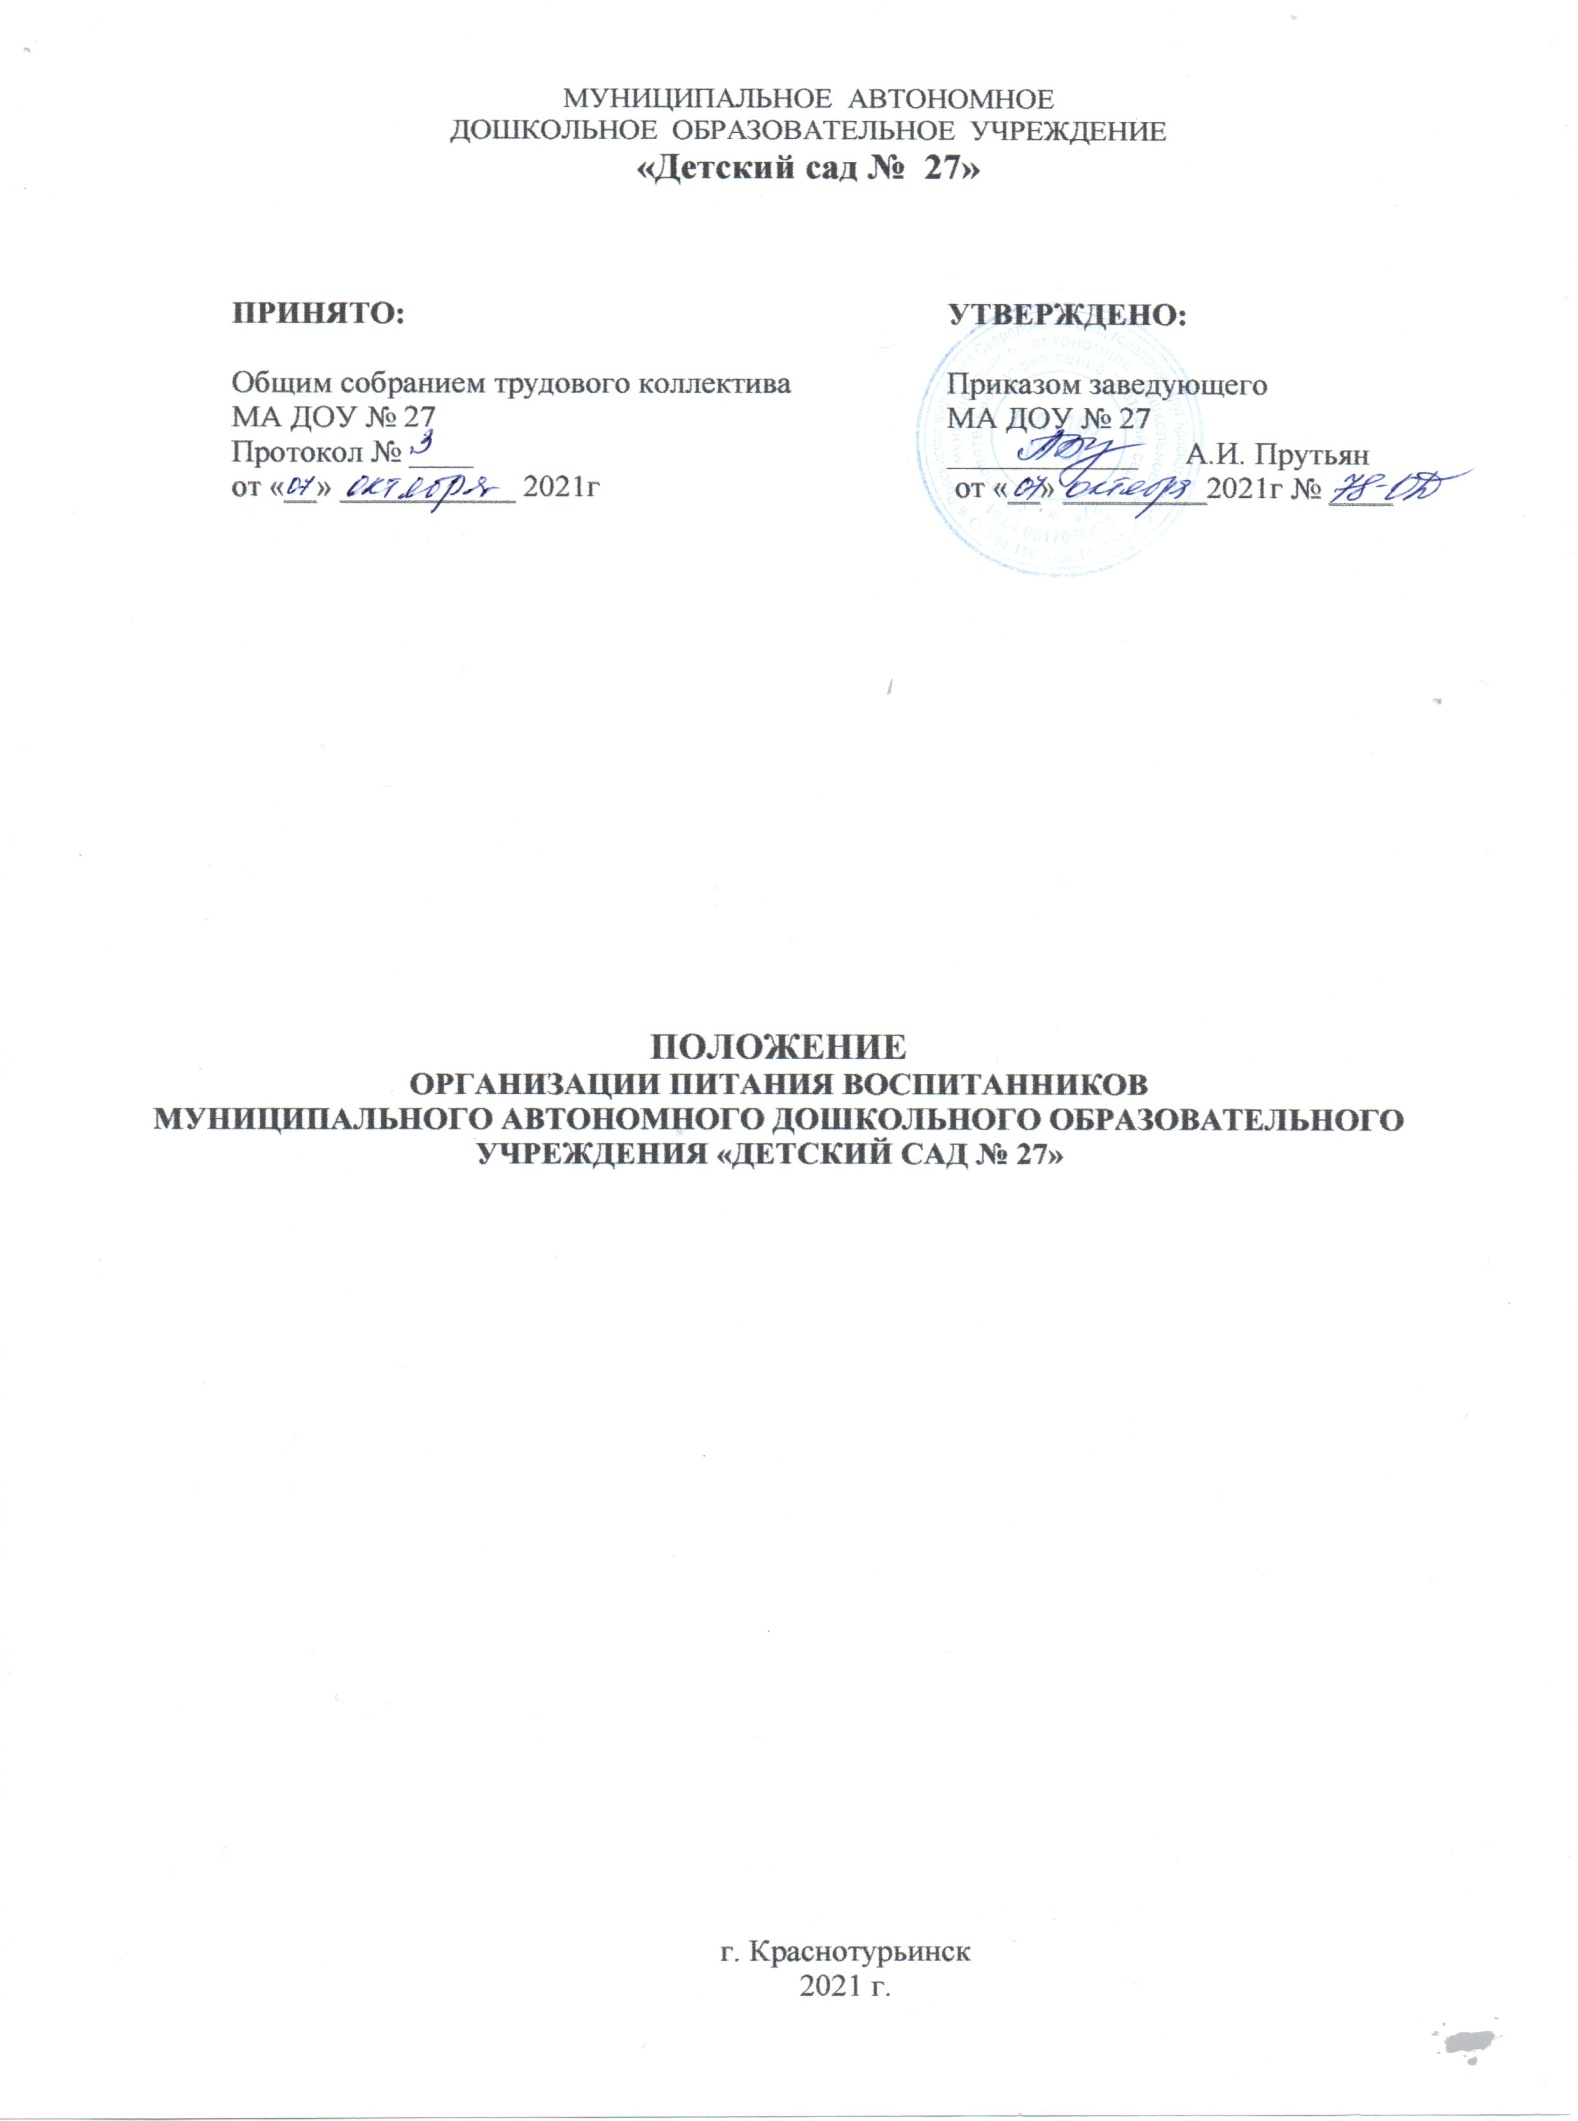 МУНИЦИПАЛЬНОЕ АВТОНОМНОЕ
ДОШКОЛЬНОЕ ОБРАЗОВАТЕЛЬНОЕ УЧРЕЖДЕНИЕ
«Детский сад № 27»
ПРИНЯТО:
Общим собранием трудового коллектива
МА ДОУ № 27
Протокол № 3
от «07» октября 2021г
УТВЕРЖДЕНО:
Приказом заведующего
МА ДОУ № 27
А.И. Прутьян
от «07» октября 2021г № 78-ОД
ПОЛОЖЕНИЕ
ОРГАНИЗАЦИИ ПИТАНИЯ ВОСПИТАННИКОВ
МУНИЦИПАЛЬНОГО АВТОНОМНОГО ДОШКОЛЬНОГО ОБРАЗОВАТЕЛЬНОГО
УЧРЕЖДЕНИЯ «ДЕТСКИЙ САД № 27»
г. Краснотурьинск
2021 г.